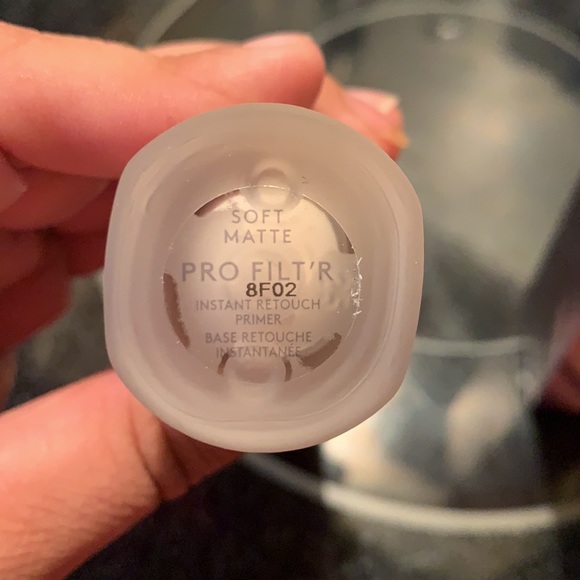 SOFT
MATTE
PRO FILT'R
8F02
INSTANT RETOUCH
PRIMER
BASE RETOUCHE
INSTANTANÉE